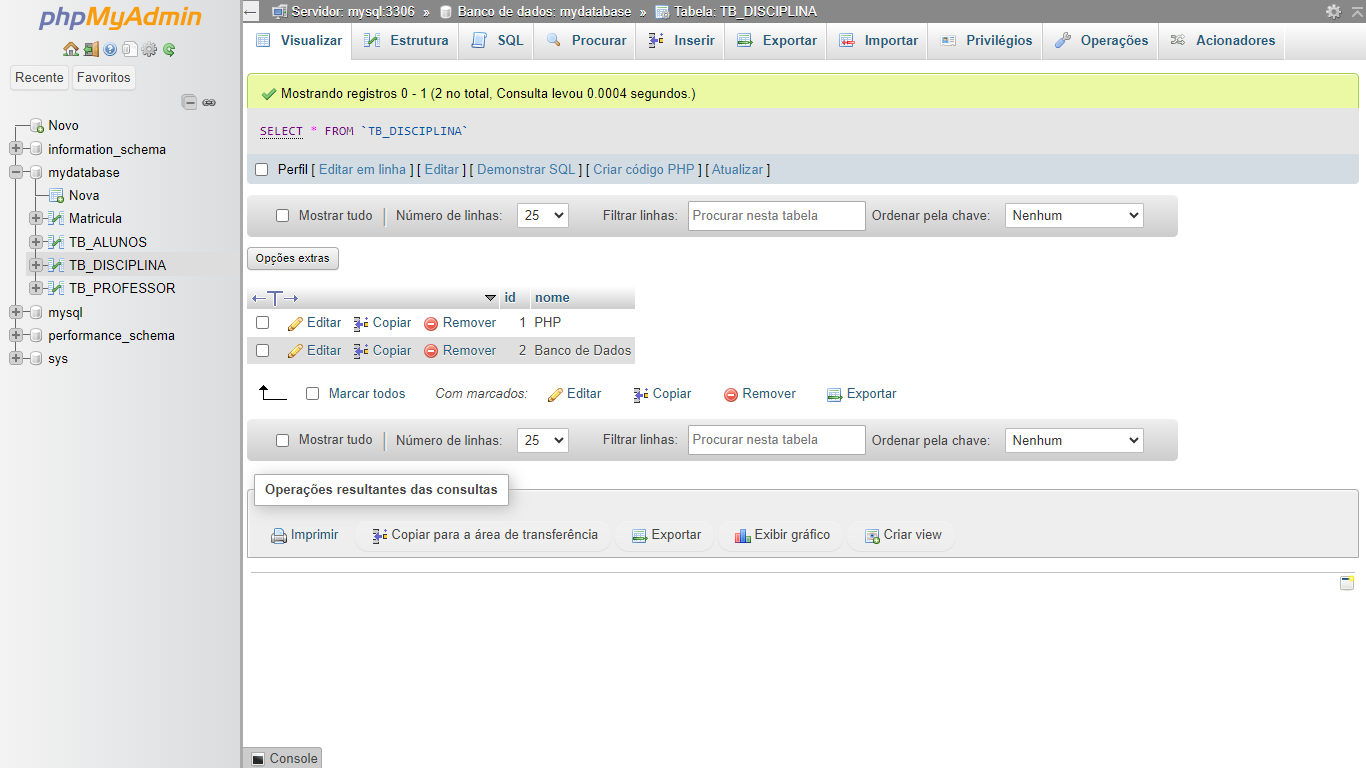 phpMyAdmin
Recente Favoritos
Novo
information_schema
mydatabase
Nova
Matricula
TB_ALUNOS
TB_DISCIPLINA
TB_PROFESSOR
mysql
performance_schema
sys
Servidor: mysql:3306 » Banco de dados: mydatabase » Tabela: TB_DISCIPLINA
Visualizar Estrutura SQL Procurar Inserir Exportar Importar Privilégios Operações Acionadores
Mostrando registros 0 - 1 (2 no total, Consulta levou 0.0004 segundos.)
SELECT * FROM `TB_DISCIPLINA`
Perfil [ Editar em linha ] [ Editar ] [ Demonstrar SQL ] [ Criar código PHP ] [ Atualizar ]
Mostrar tudo Número de linhas: 25 Filtrar linhas: Procurar nesta tabela Ordenar pela chave: Nenhum
Opções extras
←T→ id nome
Editar Copiar Remover 1 PHP
Editar Copiar Remover 2 Banco de Dados
Marcar todos Com marcados: Editar Copiar Remover Exportar
Mostrar tudo Número de linhas: 25 Filtrar linhas: Procurar nesta tabela Ordenar pela chave: Nenhum
Operações resultantes das consultas
Imprimir Copiar para a área de transferência Exportar Exibir gráfico Criar view
Console